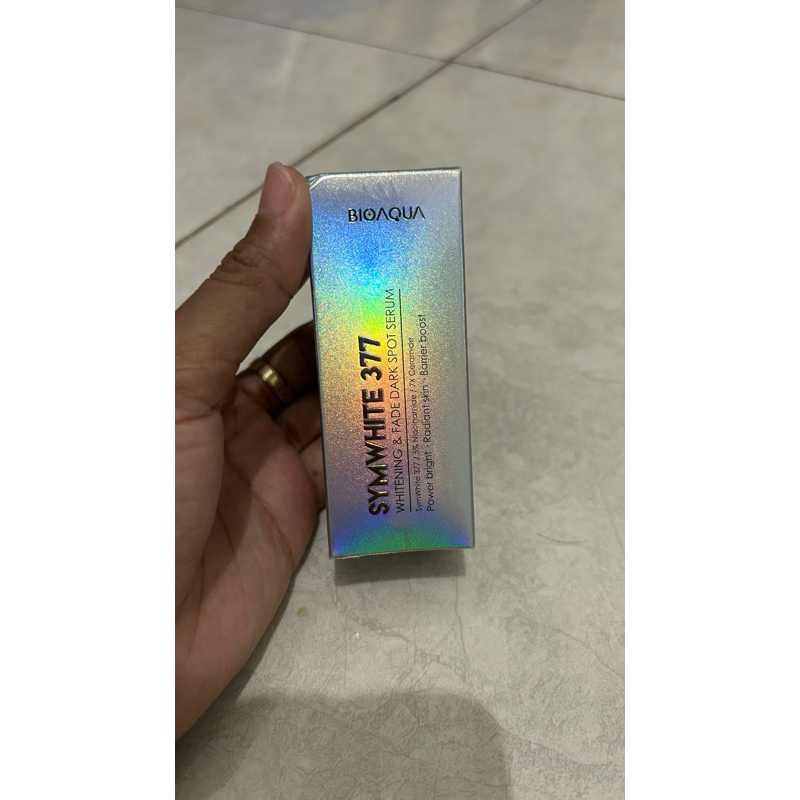 BIOAQUA
SYMWHITE 377
WHITENING & FADE DARK SPOT SERUM
SymWhite 377 / 5% Niacinamide / 7X Ceramide
Power bright · Radiant skin · Barrier boost